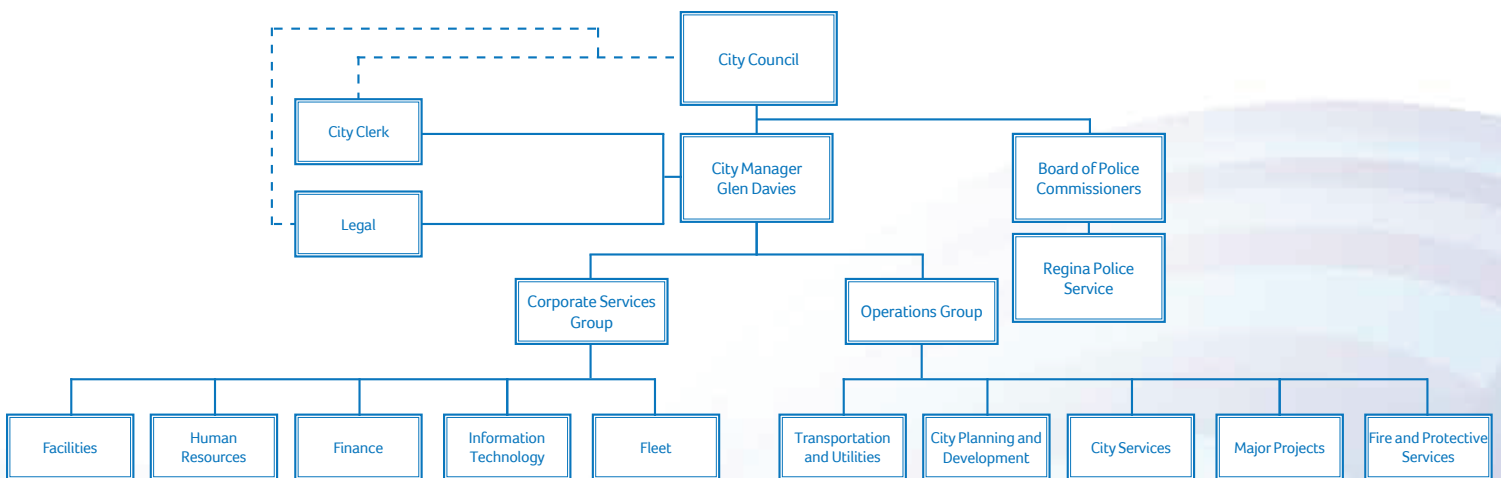 City Council
City Clerk
City Manager
Glen Davies
Board of Police
Commissioners
Legal
Regina Police
Service
Corporate Services
Group
Operations Group
Facilities
Human
Resources
Finance
Information
Technology
Fleet
Transportation
and Utilities
City Planning and
Development
City Services
Major Projects
Fire and Protective
Services